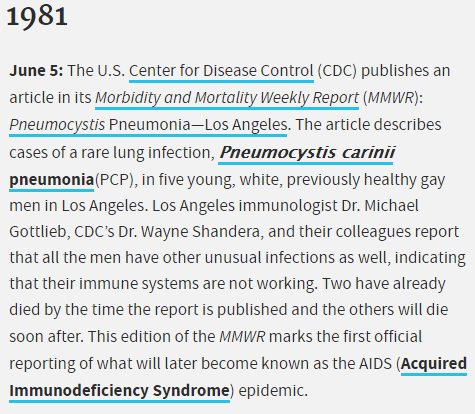 1981
June 5: The U.S. Center for Disease Control (CDC) publishes an
article in its Morbidity and Mortality Weekly Report (MMWR):
Pneumocystis Pneumonia—Los Angeles. The article describes
cases of a rare lung infection, Pneumocystis carinii
pneumonia(PCP), in five young, white, previously healthy gay
men in Los Angeles. Los Angeles immunologist Dr. Michael
Gottlieb, CDC’s Dr. Wayne Shandera, and their colleagues report
that all the men have other unusual infections as well, indicating
that their immune systems are not working. Two have already
died by the time the report is published and the others will die
soon after. This edition of the MMWR marks the first official
reporting of what will later become known as the AIDS (Acquired
Immunodeficiency Syndrome) epidemic.